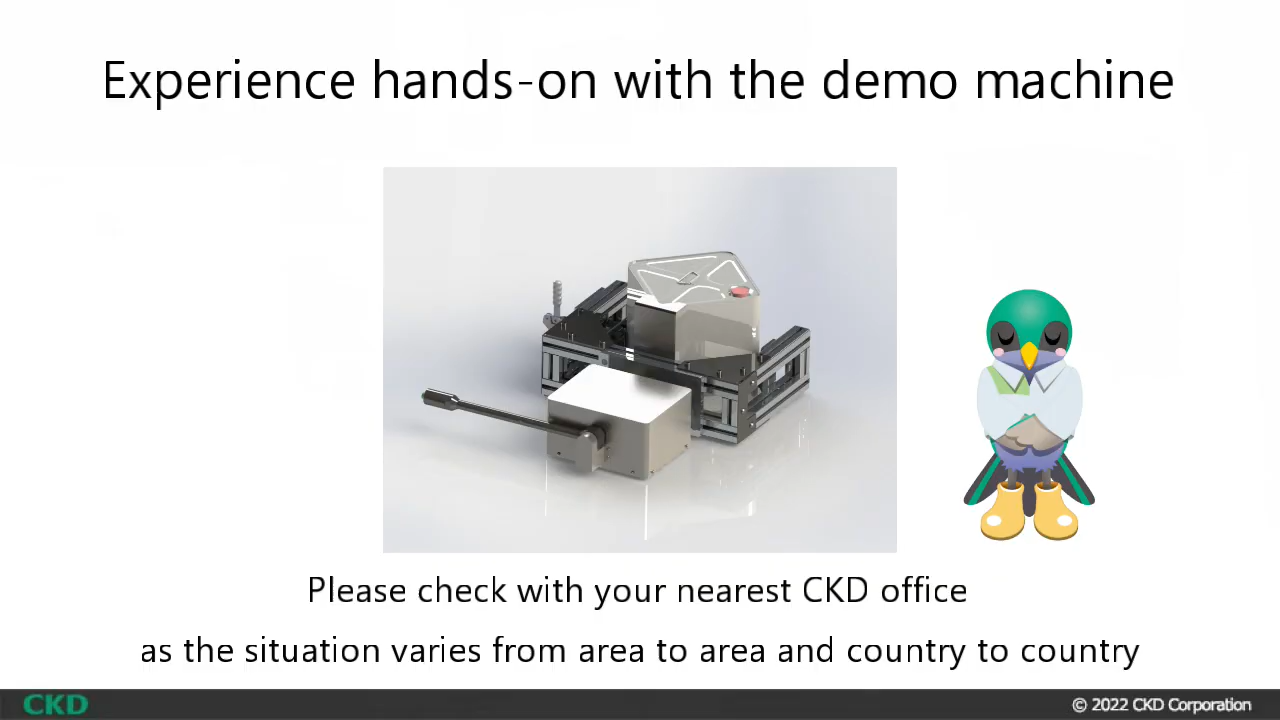 Experience hands-on with the demo machine
Please check with your nearest CKD office
as the situation varies from area to area and country to country
CKD
© 2022 CKD Corporation